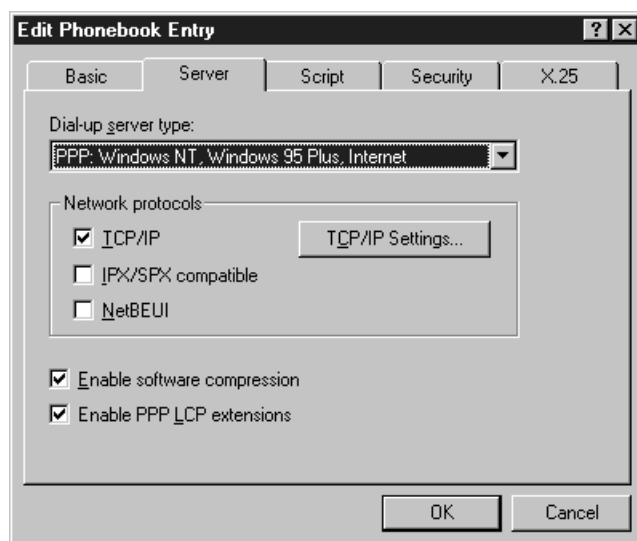 Edit Phonebook Entry
Basic Server Script Security X.25
Dial-up server type:
PPP: Windows NT, Windows 95 Plus, Internet
Network protocols
TCP/IP TCP/IP Settings...
IPX/SPX compatible
NetBEUI
Enable software compression
Enable PPP LCP extensions
OK Cancel